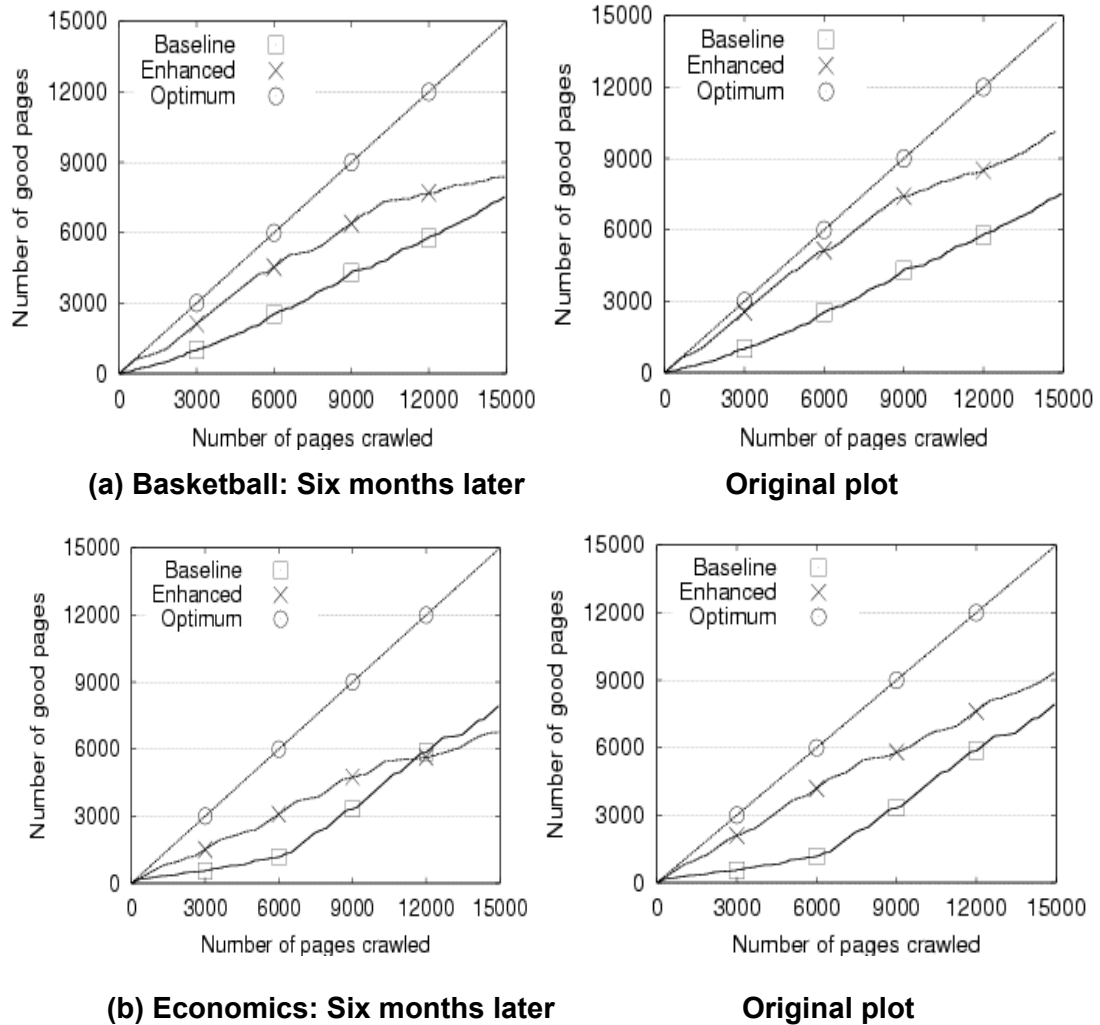 15000
12000
9000
6000
3000
0
Number of good pages
Baseline
Enhanced
Optimum
0 3000 6000 9000 12000 15000
Number of pages crawled
15000
12000
9000
6000
3000
0
Number of good pages
Baseline
Enhanced
Optimum
0 3000 6000 9000 12000 15000
Number of pages crawled
(a) Basketball: Six months later
Original plot
15000
12000
9000
6000
3000
0
Number of good pages
Baseline
Enhanced
Optimum
0 3000 6000 9000 12000 15000
Number of pages crawled
15000
12000
9000
6000
3000
0
Number of good pages
Baseline
Enhanced
Optimum
0 3000 6000 9000 12000 15000
Number of pages crawled
(b) Economics: Six months later
Original plot